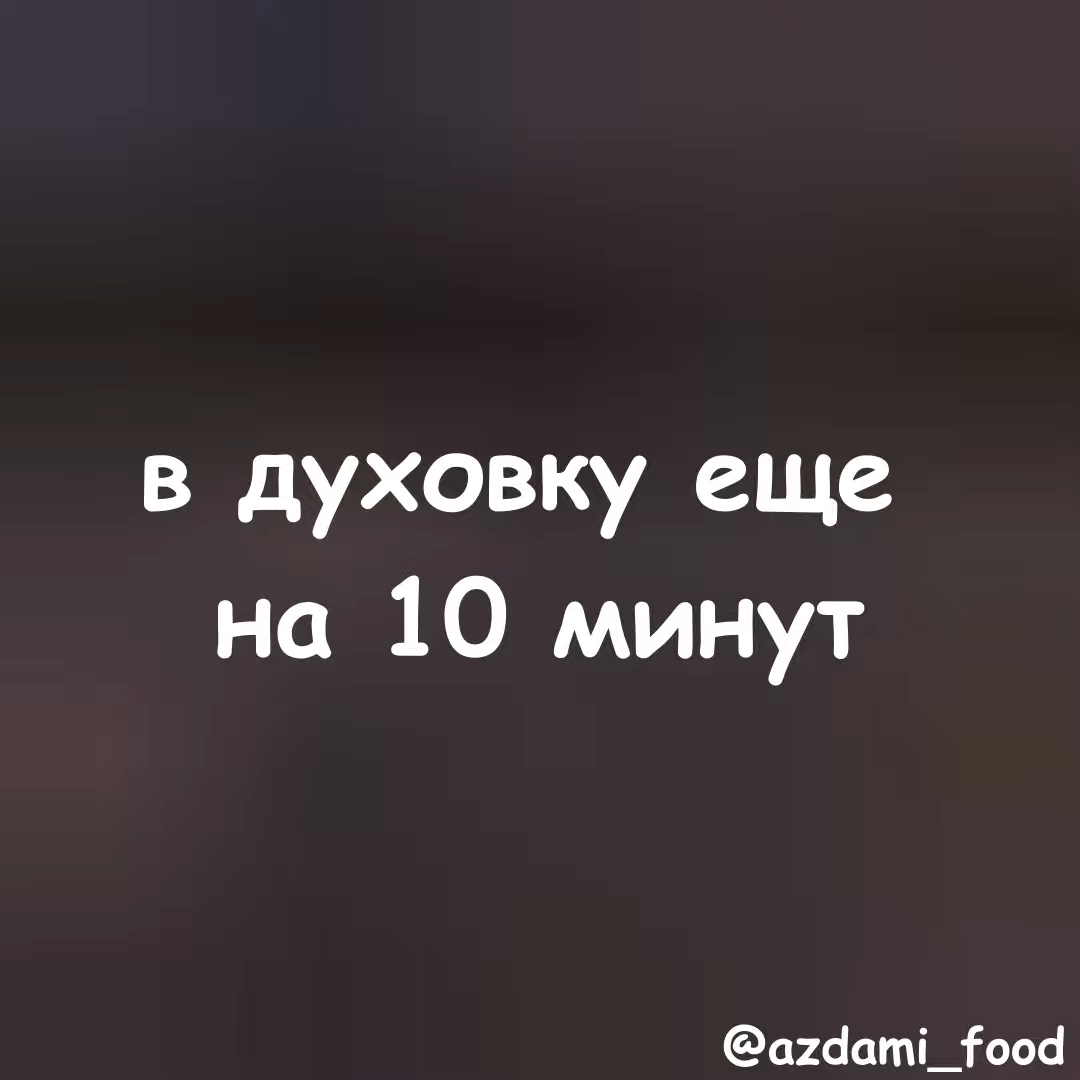 в духовку еще
на 10 минут
@azdami_food